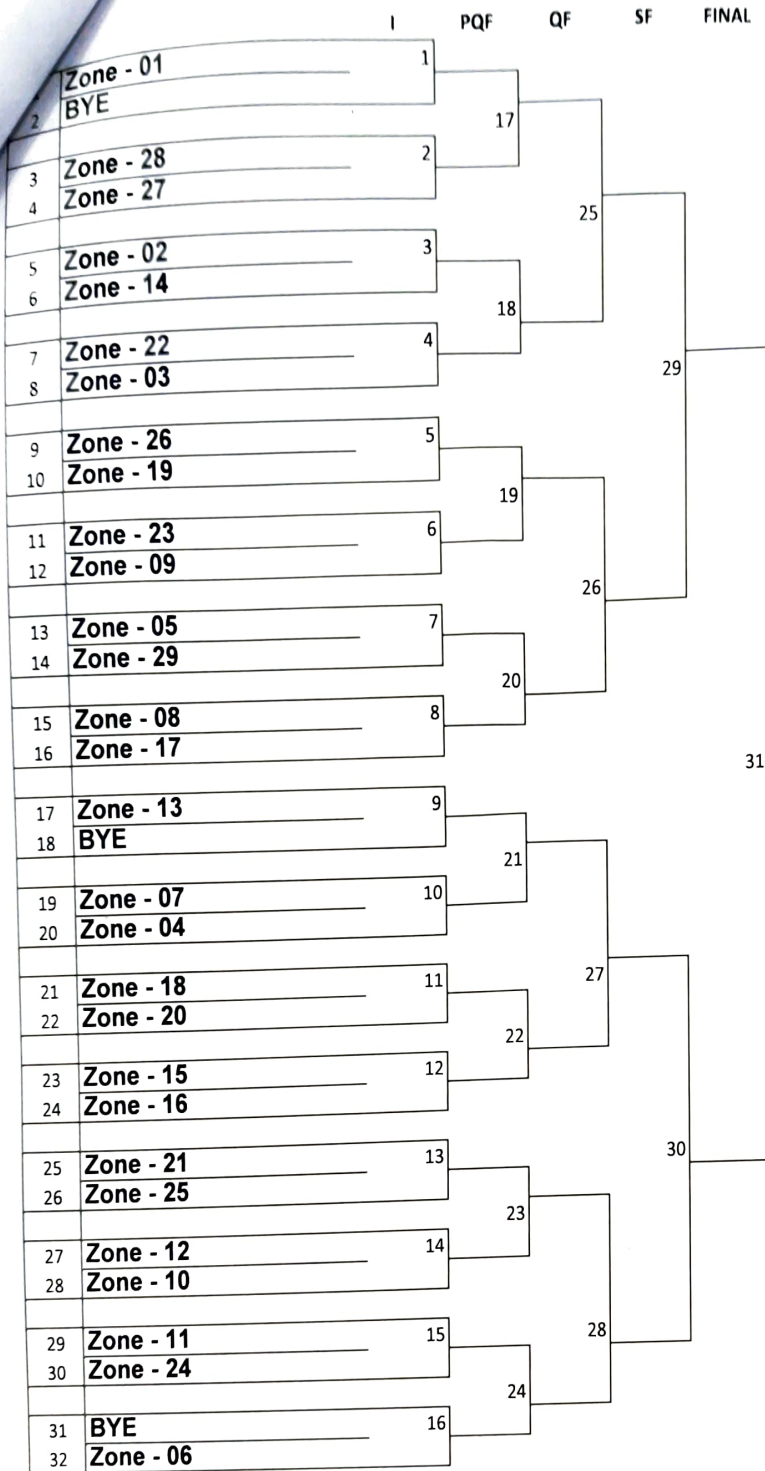 I PQF QF SF FINAL
Zone - 01 1
2 BYE
17
3 Zone - 28 2
4 Zone - 27
25
5 Zone - 02 3
6 Zone - 14
18
7 Zone - 22 4
8 Zone - 03
29
9 Zone - 26 5
10 Zone - 19
19
11 Zone - 23 6
12 Zone - 09
26
13 Zone - 05 7
14 Zone - 29
20
15 Zone - 08 8
16 Zone - 17
31
17 Zone - 13 9
18 BYE
21
19 Zone - 07 10
20 Zone - 04
27
21 Zone - 18 11
22 Zone - 20
22
23 Zone - 15 12
24 Zone - 16
30
25 Zone - 21 13
26 Zone - 25
23
27 Zone - 12 14
28 Zone - 10
28
29 Zone - 11 15
30 Zone - 24
24
31 BYE 16
32 Zone - 06